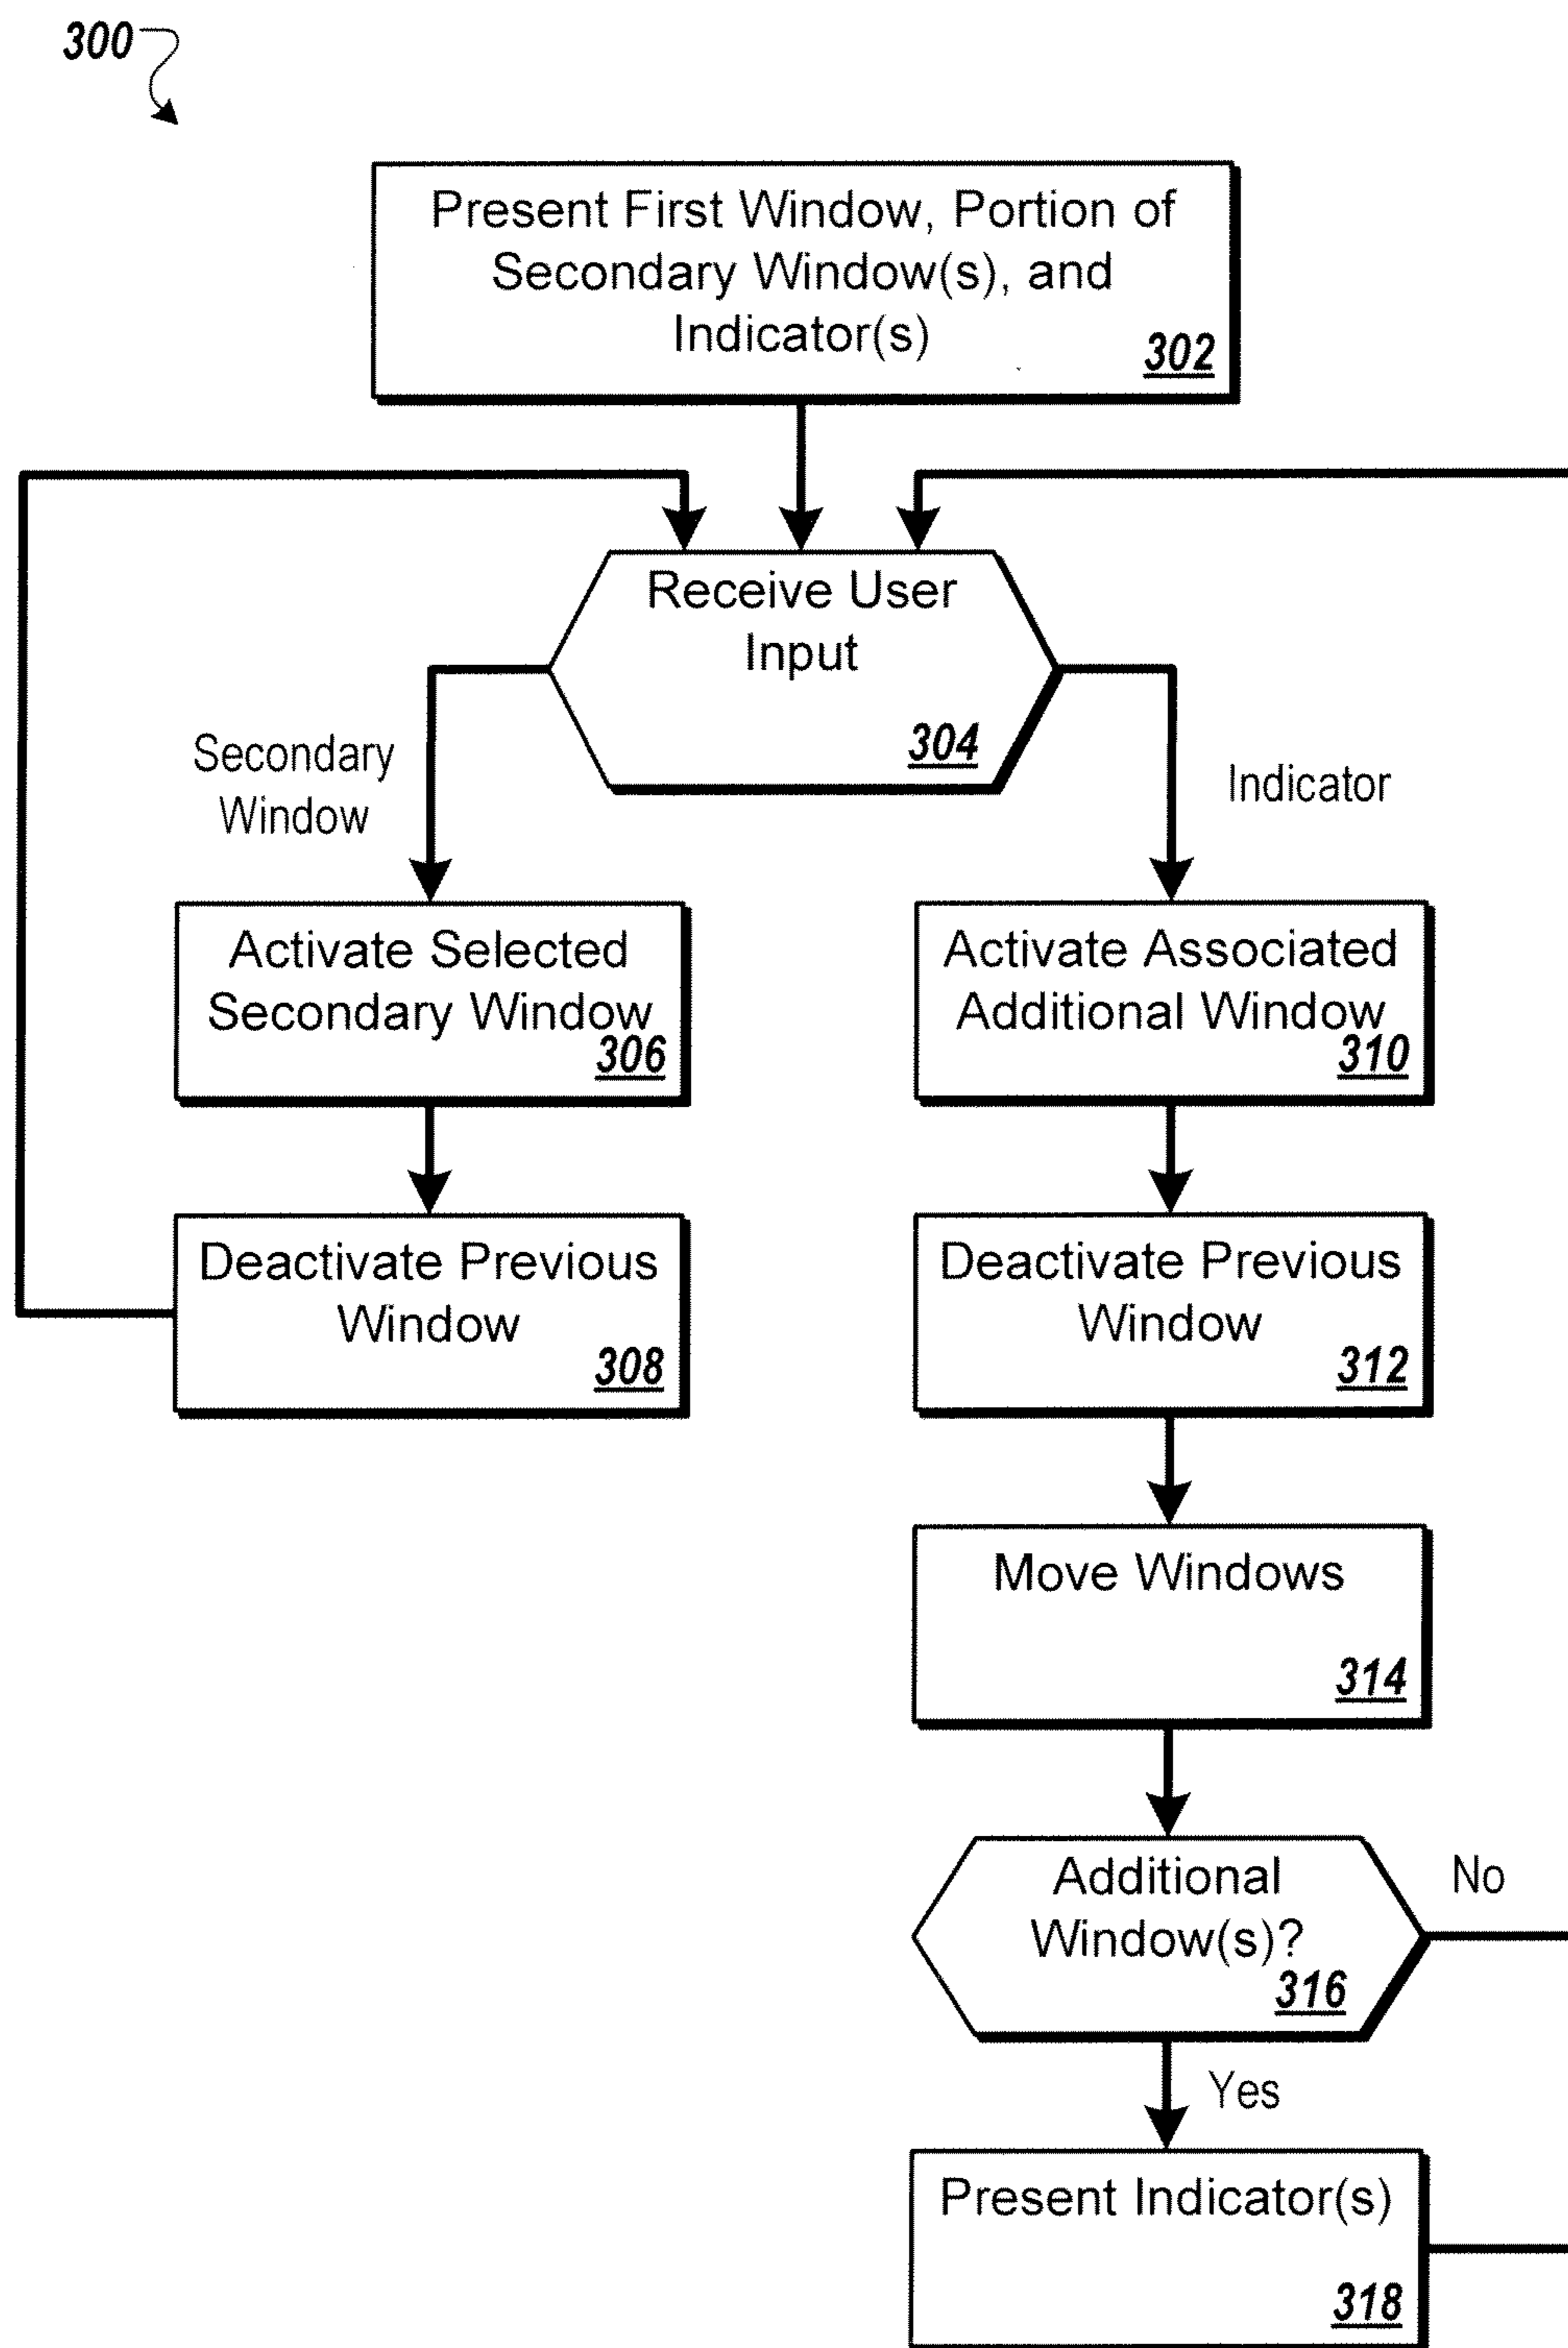 300
Present First Window, Portion of
Secondary Window(s), and
Indicator(s)
302
Receive User
Input
304
Secondary
Window
Indicator
Activate Selected
Secondary Window
306
Activate Associated
Additional Window
310
Deactivate Previous
Window
308
Deactivate Previous
Window
312
Move Windows
314
Additional
Window(s)?
316
No
Yes
Present Indicator(s)
318